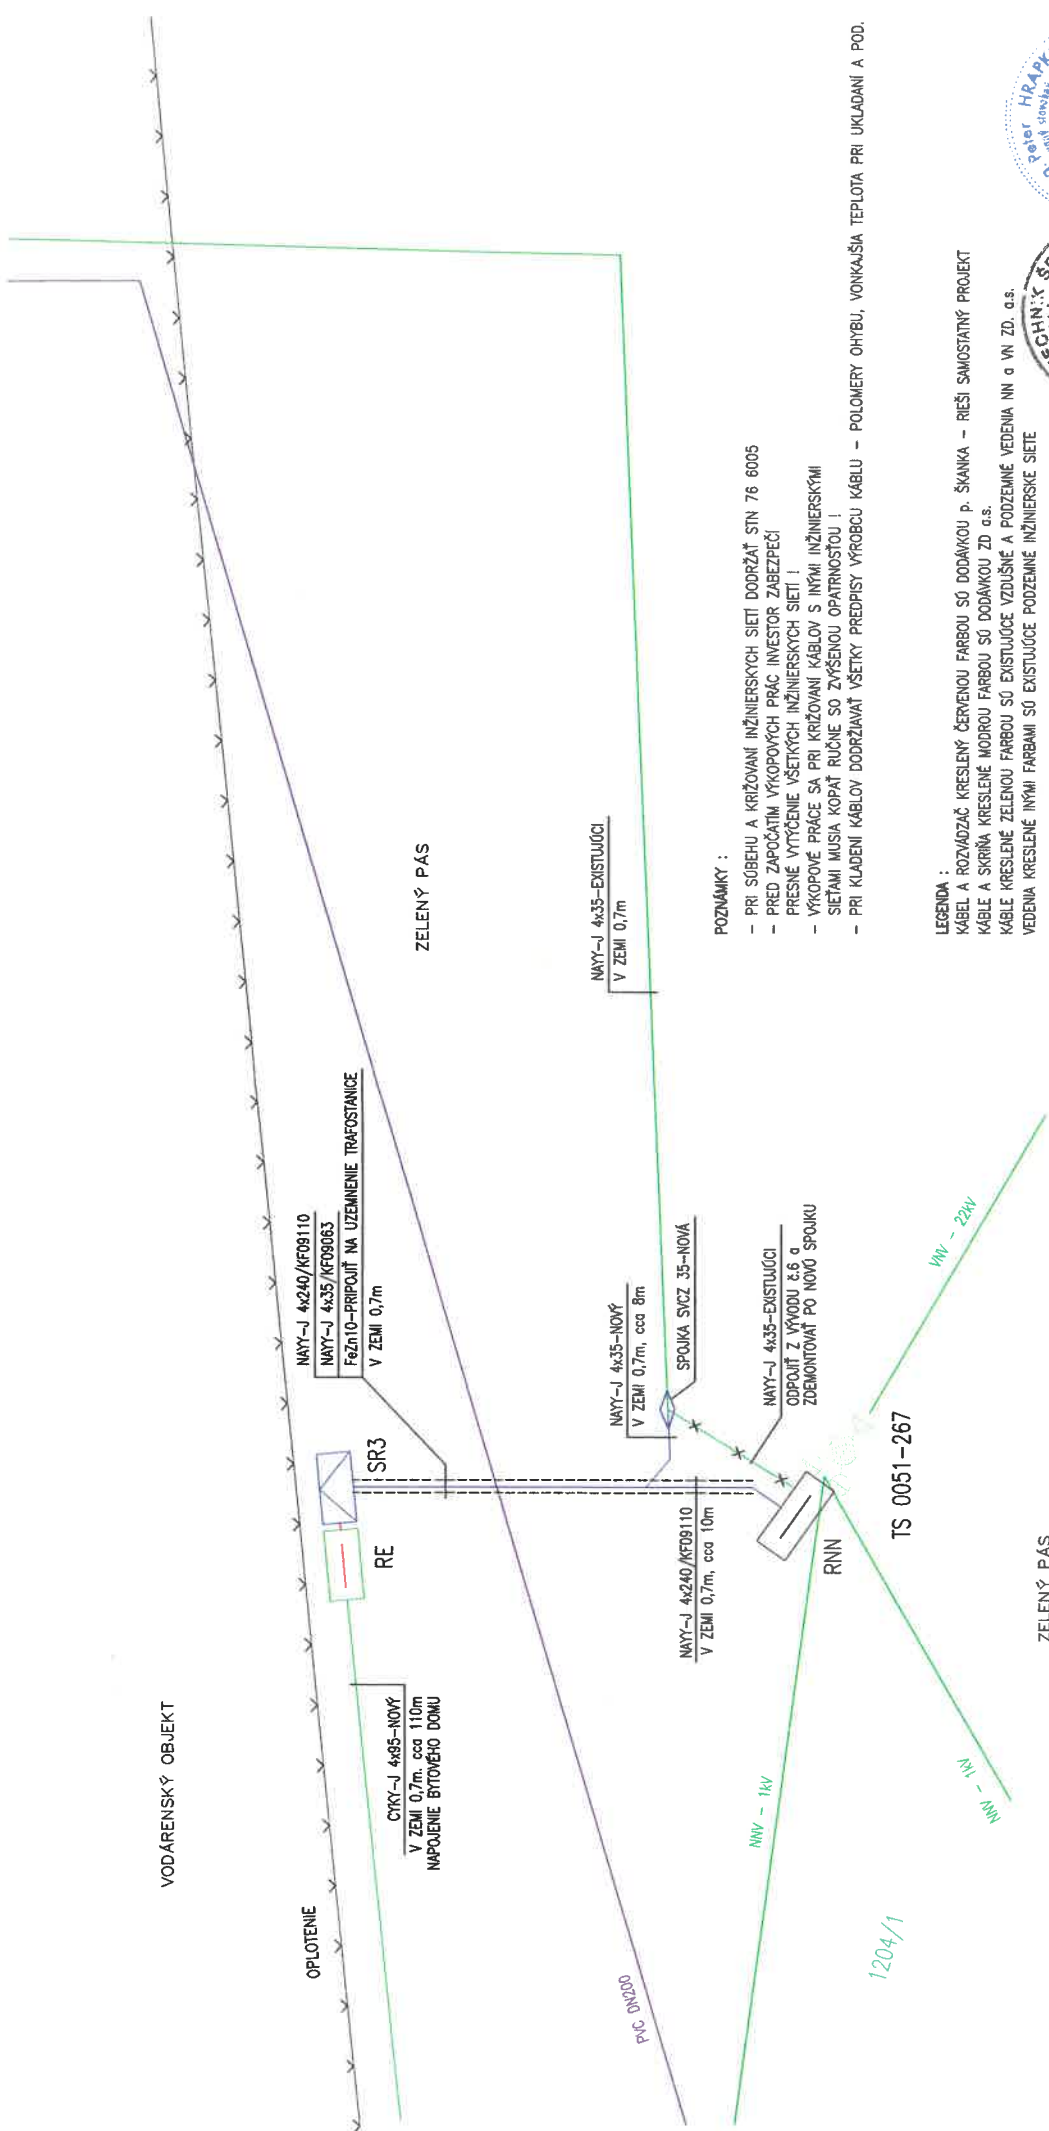 VODÁRENSKÝ OBJEKT
OPLOTENIE
CYKY-J 4x95-NOVÝ
V ZEMI 0,7m. cca 110m
NAPOJENIE BYTOVÉHO DOMU
RE
SR3
NAYY-J 4x240/KF09110
NAYY-J 4x35/KF09063
FeZn10-PRIPOJIŤ NA UZEMNENIE TRAFOSTANICE
V ZEMI 0,7m
ZELENÝ PÁS
NAYY-J 4x35-EXISTUJÚCI
V ZEMI 0,7m
NAYY-J 4x35-NOVÝ
V ZEMI 0,7m, cca 8m
SPOJKA SVCZ 35-NOVÁ
NAYY-J 4x35-EXISTUJÚCI
ODPOJIŤ Z VÝVODU č.6 a
ZDEMONTOVAŤ PO NOVÚ SPOJKU
NAYY-J 4x240/KF09110
V ZEMI 0,7m, cca 10m
PVC DN200
NNV - 1kV
RNN
TS 0051-267
VNV - 22kV
NNV - 1kV
1204/1
ZELENÝ PÁS
POZNÁMKY :
- PRI SÚBEHU A KRIŽOVANÍ INŽINIERSKYCH SIETÍ DODRŽAŤ STN 76 6005
- PRED ZAPOČATÍM VÝKOPOVÝCH PRÁC INVESTOR ZABEZPEČÍ
PRESNÉ VYTÝČENIE VŠETKÝCH INŽINIERSKYCH SIETÍ !
- VÝKOPOVÉ PRÁCE SA PRI KRIŽOVANÍ KÁBLOV S INÝMI INŽINIERSKÝMI
SIEŤAMI MUSIA KOPAŤ RUČNE SO ZVÝŠENOU OPATRNOSŤOU !
- PRI KLADENÍ KÁBLOV DODRŽIAVAŤ VŠETKY PREDPISY VÝROBCU KÁBLU - POLOMERY OHYBU, VONKAJŠIA TEPLOTA PRI UKLADANÍ A POD.
LEGENDA :
KÁBEL A ROZVÁDZAČ KRESLENÝ ČERVENOU FARBOU SÚ DODÁVKOU p. ŠKANKA - RIEŠI SAMOSTATNÝ PROJEKT
KÁBLE A SKRIŇA KRESLENÉ MODROU FARBOU SÚ DODÁVKOU ZD a.s.
KÁBLE KRESLENÉ ZELENOU FARBOU SÚ EXISTUJÚCE VZDUŠNÉ A PODZEMNÉ VEDENIA NN a VN ZD. a.s.
VEDENIA KRESLENÉ INÝMI FARBAMI SÚ EXISTUJÚCE PODZEMNÉ INŽINIERSKE SIETE
Peter HRAPK